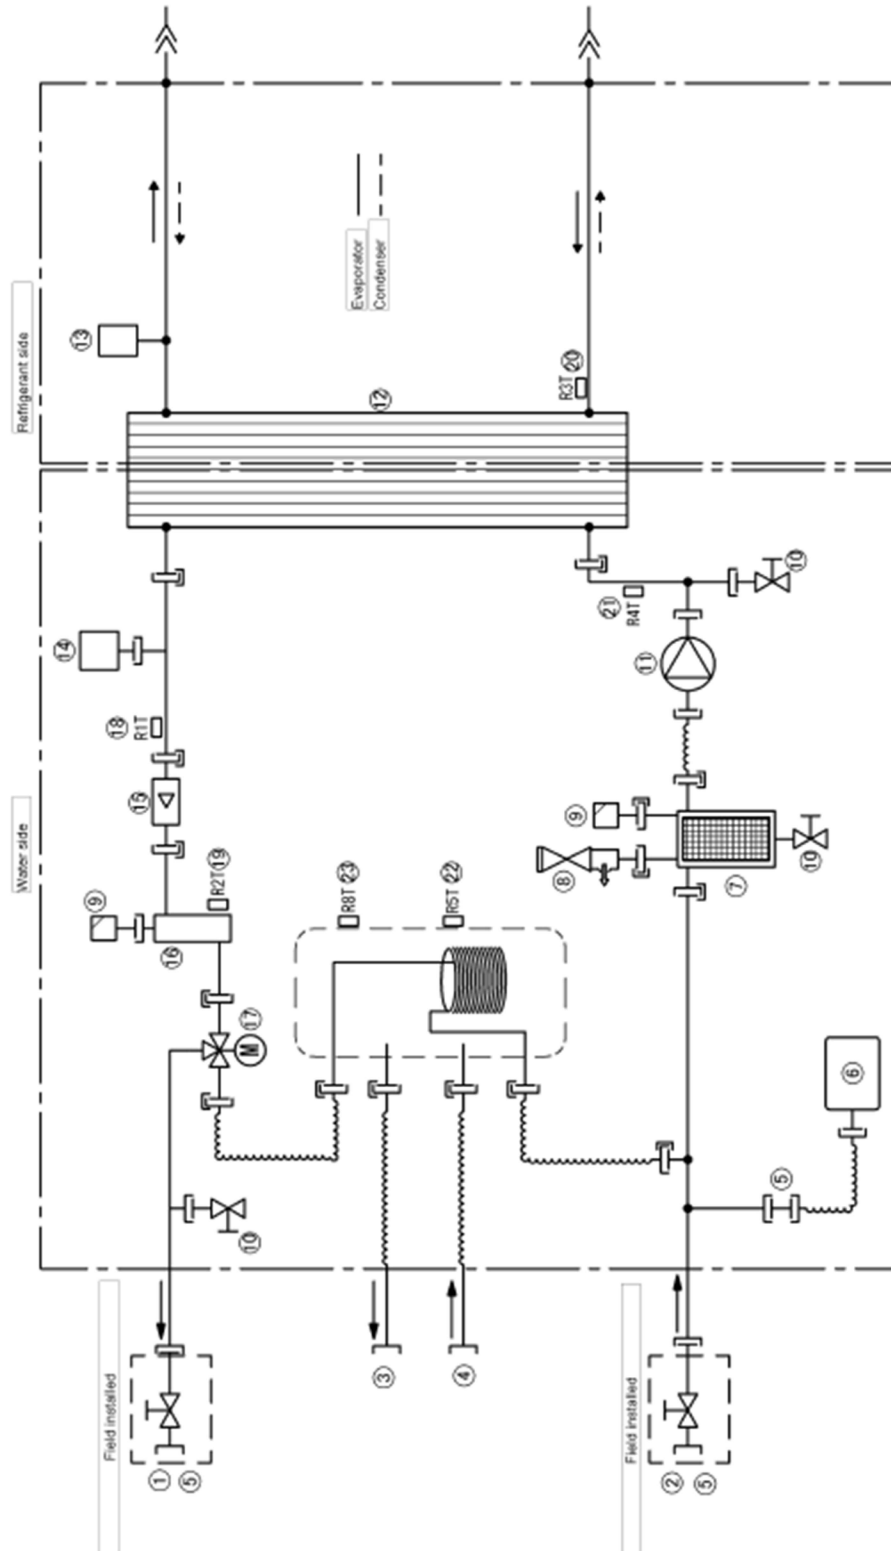 Water side
Refrigerant side
⑭
⑬
⑨
Field installed
⑱
R1T
⑮
①
⑯
⑤
R2T ⑲
⑩
M
⑰
R8T ㉓
Evaporator
Condenser
⑫
③
R5T ㉒
④
R3T ⑳
⑧
⑨
㉑
R4T
Field installed
⑪
②
⑤
⑦
⑤
⑩
⑩
⑥